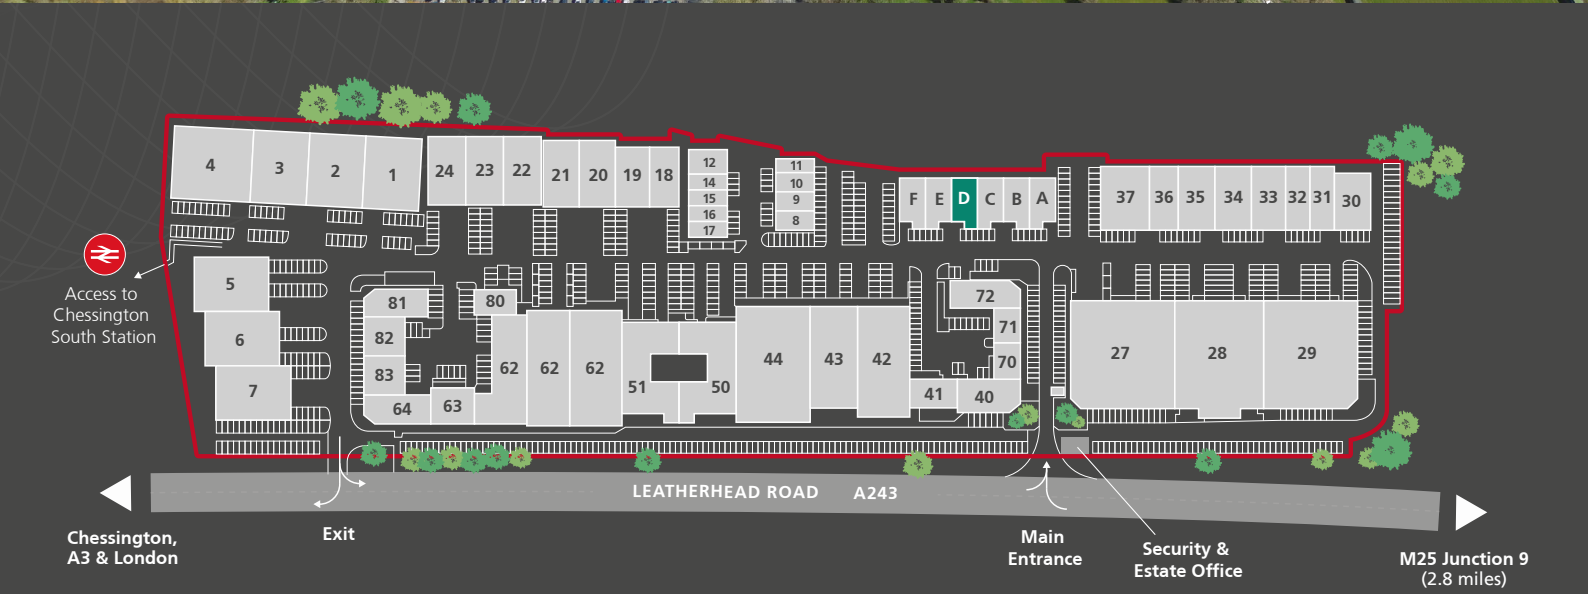 4
3
2
1
24
23
22
21
20
19
18
12
14
15
16
17
11
10
9
8
F
E
D
C
B
A
37
36
35
34
33
32
31
30
5
6
7
Access to
Chessington
South Station
81
82
83
64
63
80
62
62
62
51
50
44
43
42
41
40
72
71
70
27
28
29
LEATHERHEAD ROAD A243
Chessington,
A3 & London
Exit
Main
Entrance
Security &
Estate Office
M25 Junction 9
(2.8 miles)